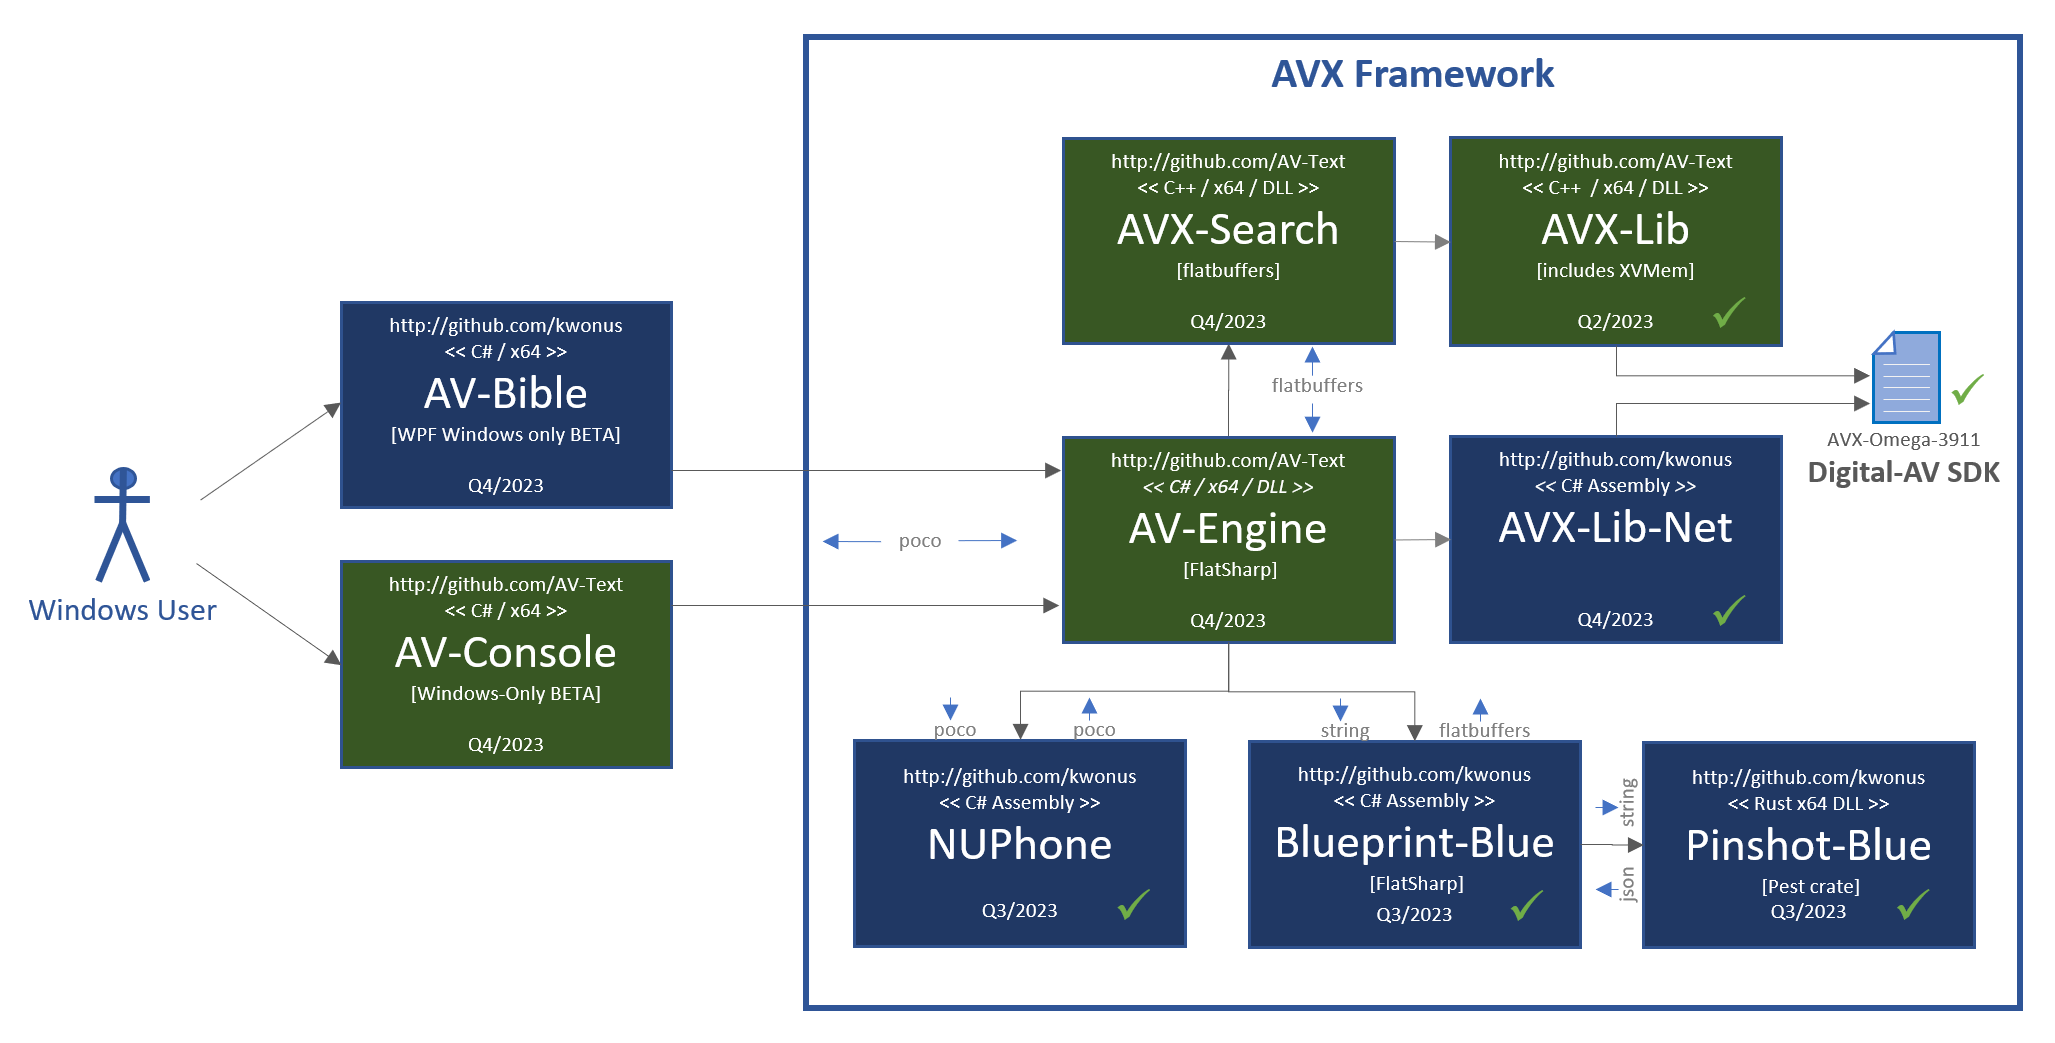 AVX Framework
http://github.com/AV-Text
<< C++ / x64 / DLL >>
AVX-Search
[flatbuffers]
Q4/2023
http://github.com/AV-Text
<< C++  / x64 / DLL >>
AVX-Lib
[includes XVMem]
Q2/2023
http://github.com/kwonus
<< C# / x64 >>
AV-Bible
[WPF Windows only BETA]
Q4/2023
flatbuffers
AVX-Omega-3911
Digital-AV SDK
http://github.com/AV-Text
<< C# / x64 / DLL >>
AV-Engine
[FlatSharp]
Q4/2023
http://github.com/kwonus
<< C# Assembly >>
AVX-Lib-Net
Q4/2023
poco
Windows User
http://github.com/AV-Text
<< C# / x64 >>
AV-Console
[Windows-Only BETA]
Q4/2023
poco
poco
string
flatbuffers
http://github.com/kwonus
<< C# Assembly >>
NUPhone
Q3/2023
http://github.com/kwonus
<< C# Assembly >>
Blueprint-Blue
[FlatSharp]
Q3/2023
string
json
http://github.com/kwonus
<< Rust x64 DLL >>
Pinshot-Blue
[Pest crate]
Q3/2023